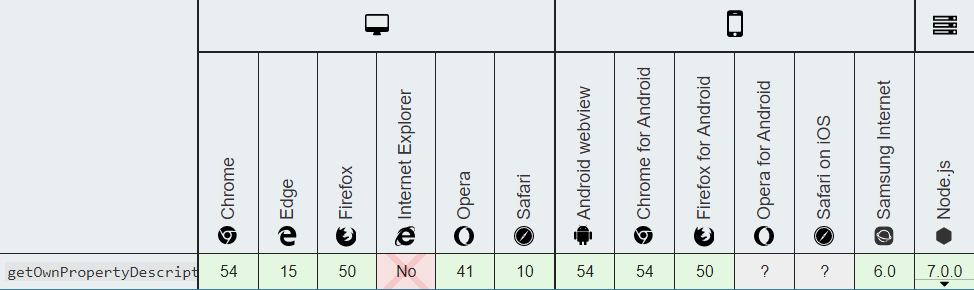 Chrome
Edge
Firefox
Internet Explorer
Opera
Safari
Android webview
Chrome for Android
Firefox for Android
Opera for Android
Safari on iOS
Samsung Internet
Node.js
getOwnPropertyDescript 54 15 50 No 41 10 54 54 50 ? ? 6.0 7.0.0